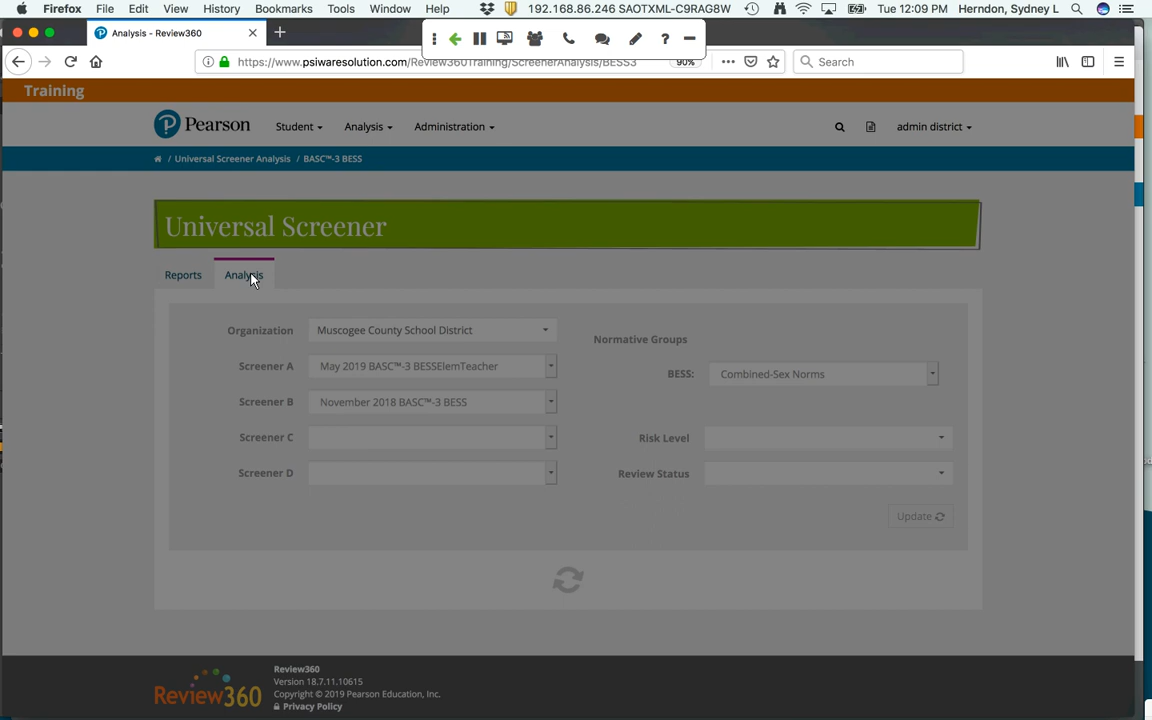 Firefox File Edit View History Bookmarks Tools Window Help 192.168.86.246 SAOTXML-C9RAG8W Tue 12:09 PM Herndon, Sydney L
Analysis - Review360
https://www.psiwaresolution.com/Review360Training/ScreenerAnalysis/BESS3 90% Search
Training
Pearson Student Analysis Administration admin district
/ Universal Screener Analysis / BASC™-3 BESS
Universal Screener
Reports Analysis
Organization Muscogee County School District
Normative Groups
Screener A May 2019 BASC™-3 BESSElemTeacher
BESS: Combined-Sex Norms
Screener B November 2018 BASC™-3 BESS
Screener C
Risk Level
Screener D
Review Status
Update
Review360
Review360
Version 18.7.11.10615
Copyright © 2019 Pearson Education, Inc.
Privacy Policy